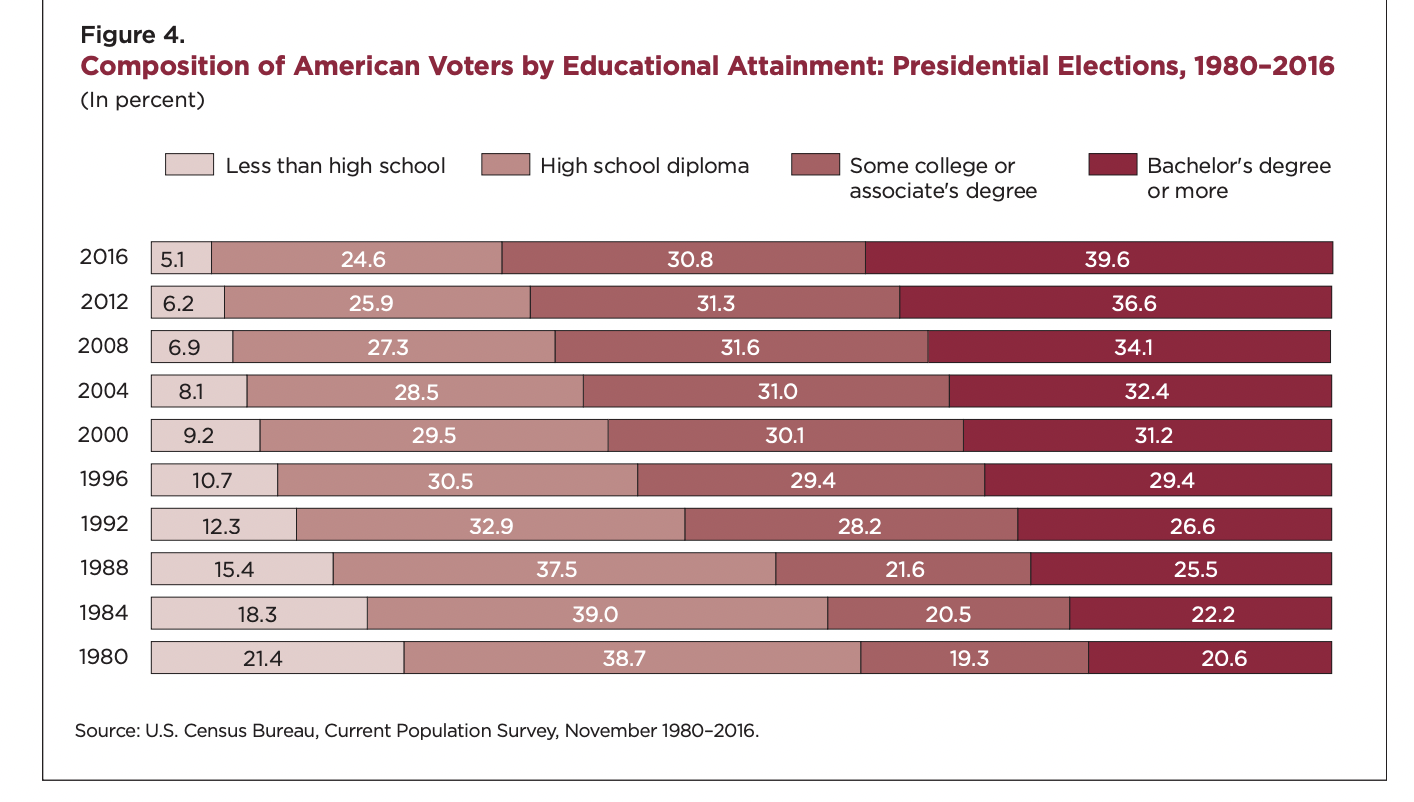 Figure 4.
Composition of American Voters by Educational Attainment: Presidential Elections, 1980–2016
(In percent)
Less than high school High school diploma Some college or associate's degree Bachelor's degree or more
2016 5.1 24.6 30.8 39.6
2012 6.2 25.9 31.3 36.6
2008 6.9 27.3 31.6 34.1
2004 8.1 28.5 31.0 32.4
2000 9.2 29.5 30.1 31.2
1996 10.7 30.5 29.4 29.4
1992 12.3 32.9 28.2 26.6
1988 15.4 37.5 21.6 25.5
1984 18.3 39.0 20.5 22.2
1980 21.4 38.7 19.3 20.6
Source: U.S. Census Bureau, Current Population Survey, November 1980–2016.